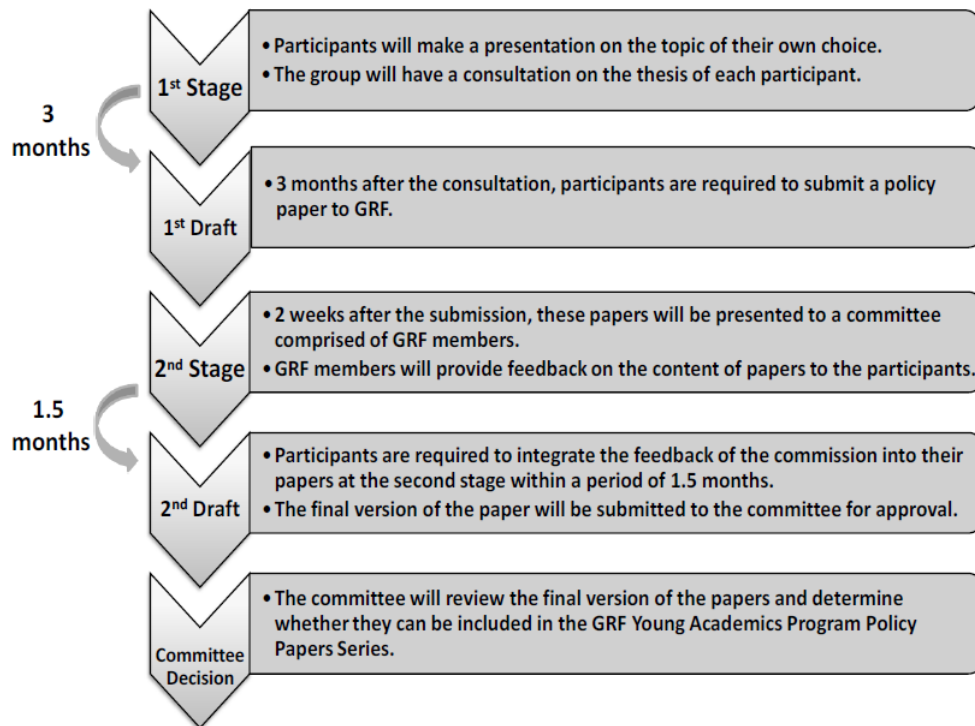 • Participants will make a presentation on the topic of their own choice.
• The group will have a consultation on the thesis of each participant.
1st Stage
3
months
• 3 months after the consultation, participants are required to submit a policy
paper to GRF.
1st Draft
• 2 weeks after the submission, these papers will be presented to a committee
comprised of GRF members.
• GRF members will provide feedback on the content of papers to the participants.
2nd Stage
1.5
months
• Participants are required to integrate the feedback of the commission into their
papers at the second stage within a period of 1.5 months.
• The final version of the paper will be submitted to the committee for approval.
2nd Draft
• The committee will review the final version of the papers and determine
whether they can be included in the GRF Young Academics Program Policy
Papers Series.
Committee
Decision